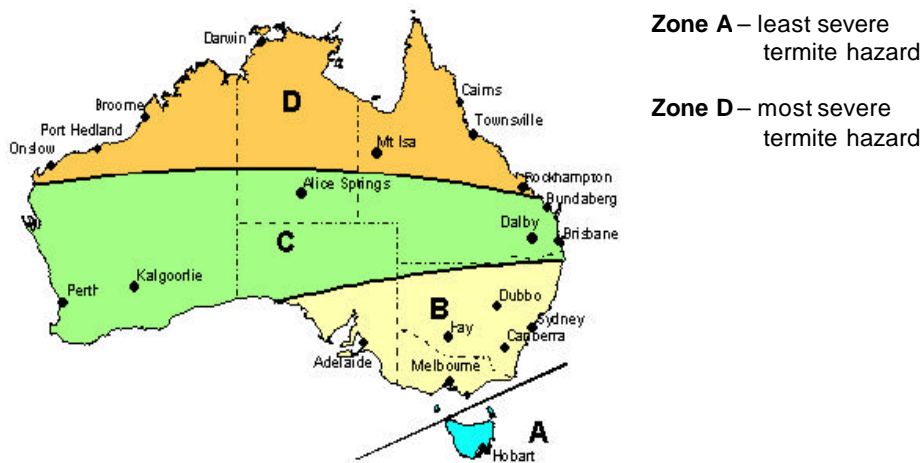 Zone A – least severe
termite hazard
Zone D – most severe
termite hazard
Darwin
Cairns
Broome
D
Townsville
Port Hedland
Mt Isa
Onslow
Rockhampton
Alice Springs
Bundaberg
Dalby
Brisbane
C
Kalgoorlie
Perth
B
Dubbo
Sydney
Hay
Canberra
Adelaide
Melbourne
A
Hobart